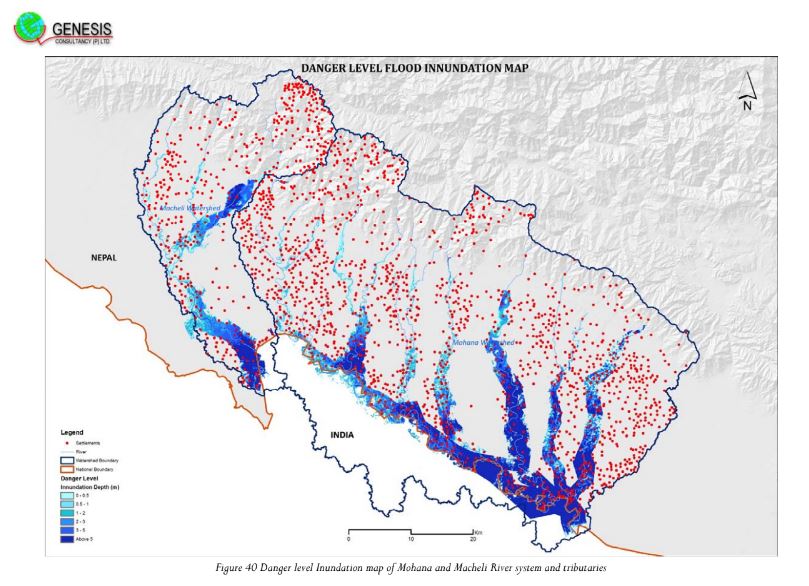 GENESIS
CONSULTANCY (P) LTD.
DANGER LEVEL FLOOD INNUNDATION MAP
N
Macheli Watershed
NEPAL
Mohana Watershed
INDIA
Legend
Settlements
River
Watershed Boundary
National Boundary
Danger Level
Innundation Depth (m)
0 - 0.5
0.5 - 1
1 - 2
2 - 3
3 - 5
Above 5
Km
0 10 20
Figure 40 Danger level Inundation map of Mohana and Macheli River system and tributaries